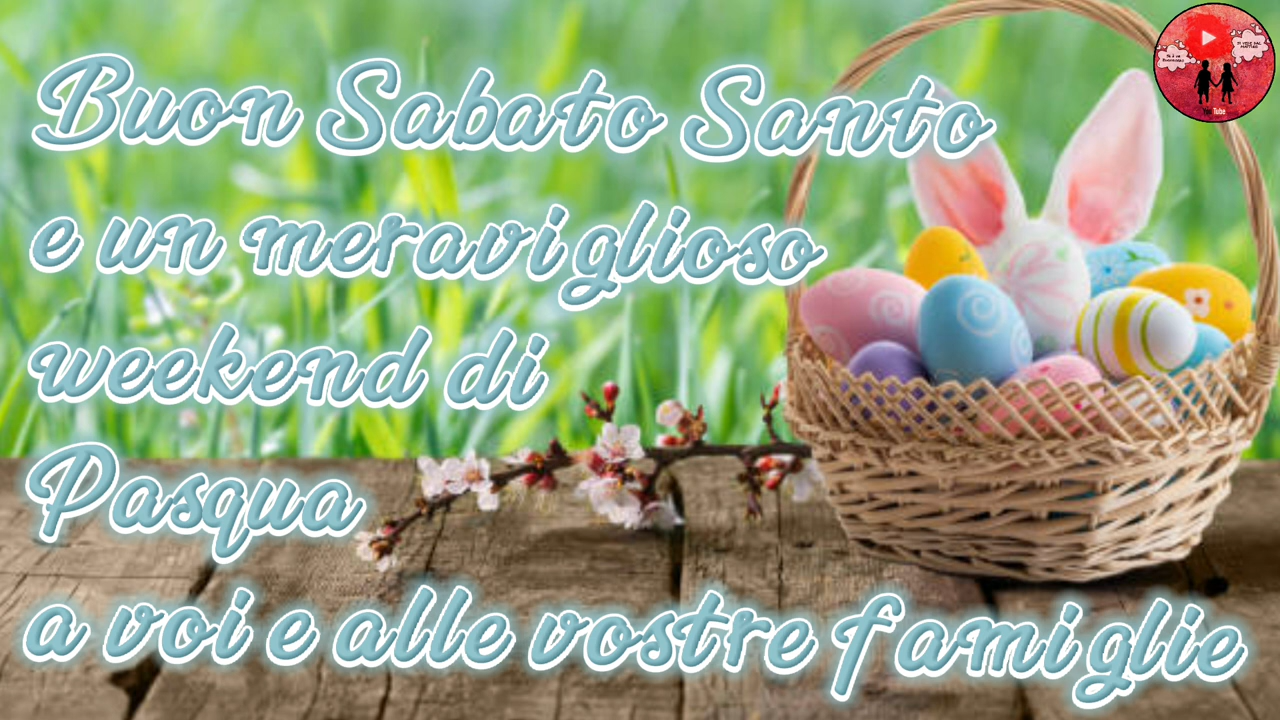 Buon Sabato Santo
e un meraviglioso
weekend di
Pasqua
a voi e alle vostre famiglie